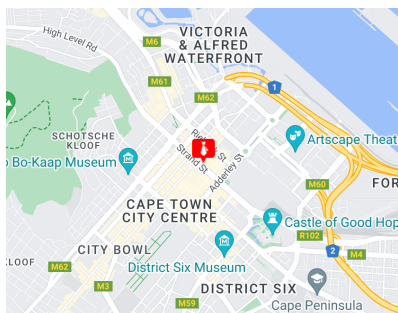 VICTORIA
& ALFRED
WATERFRONT
High Level Rd
M6
M61
1
M62
SCHOTSCHE
KLOOF
Strand St
Adderley St
Artscape Theat
Bo-Kaap Museum
M60
FOR
CAPE TOWN
CITY CENTRE
Castle of Good Hop
R102
2
M4
CITY BOWL
KLOOF
M62
District Six Museum
M3
DISTRICT SIX
M59
Cape Peninsula